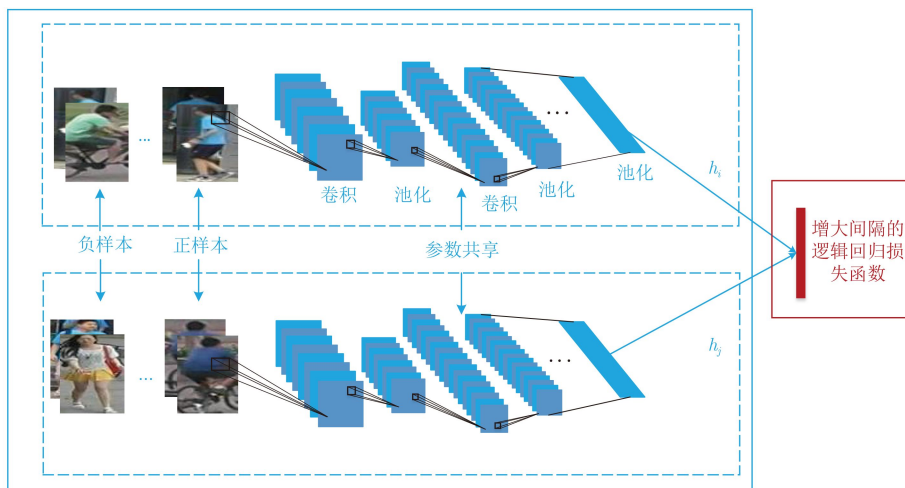 ...
...
卷积
池化
卷积
池化
池化
h_i
负样本
正样本
参数共享
增大间隔的
逻辑回归损
失函数
...
...
h_j